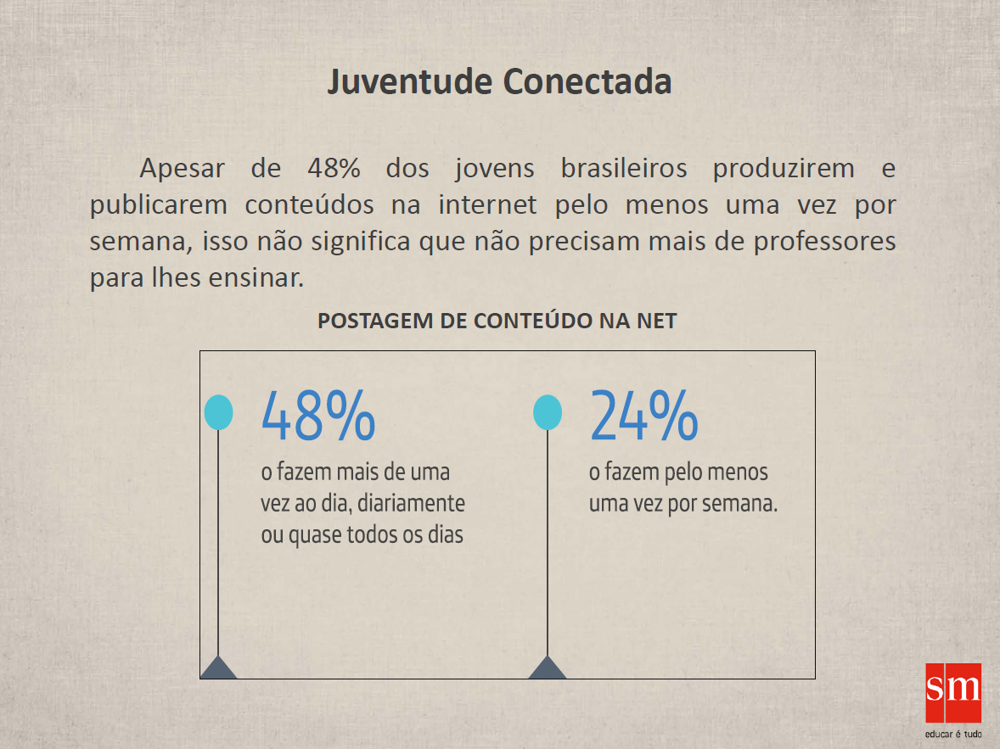 Juventude Conectada
Apesar de 48% dos jovens brasileiros produzirem e
publicarem conteúdos na internet pelo menos uma vez por
semana, isso não significa que não precisam mais de professores
para lhes ensinar.
POSTAGEM DE CONTEÚDO NA NET
48%
o fazem mais de uma
vez ao dia, diariamente
ou quase todos os dias
24%
o fazem pelo menos
uma vez por semana.
sm
educar é tudo